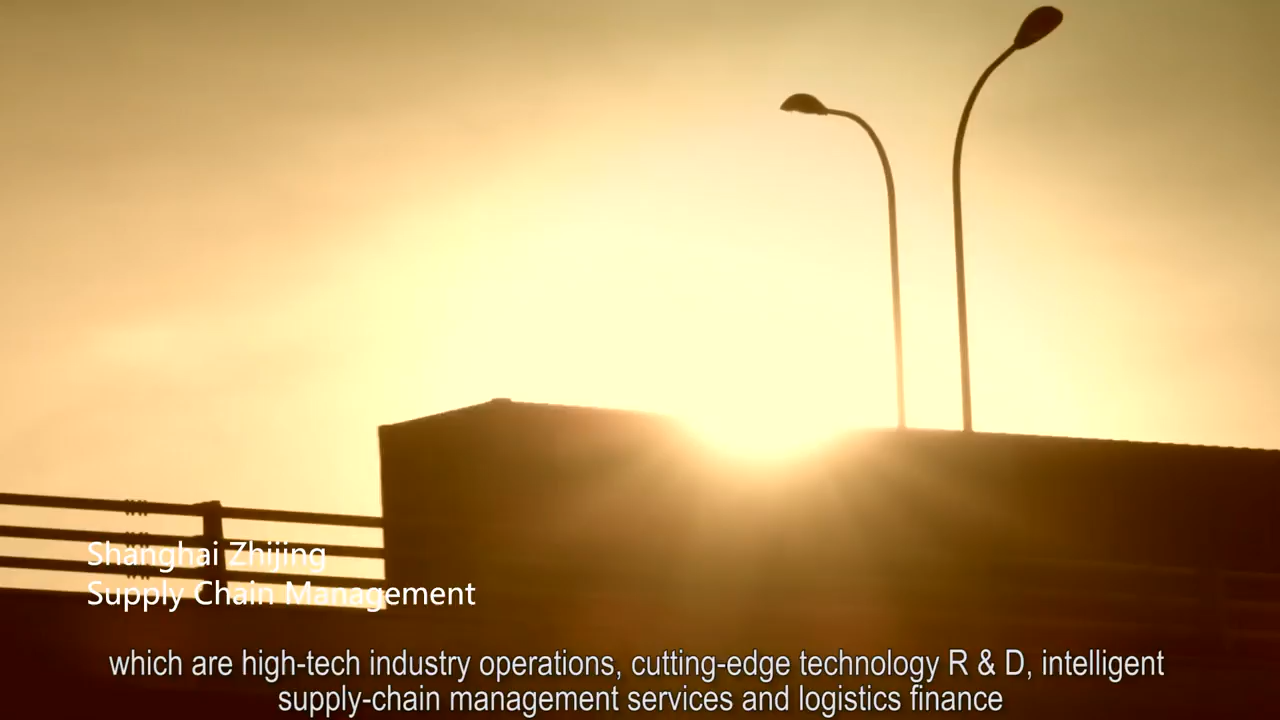 Shanghai Zhijing
Supply Chain Management
which are high-tech industry operations, cutting-edge technology R & D, intelligent
supply-chain management services and logistics finance